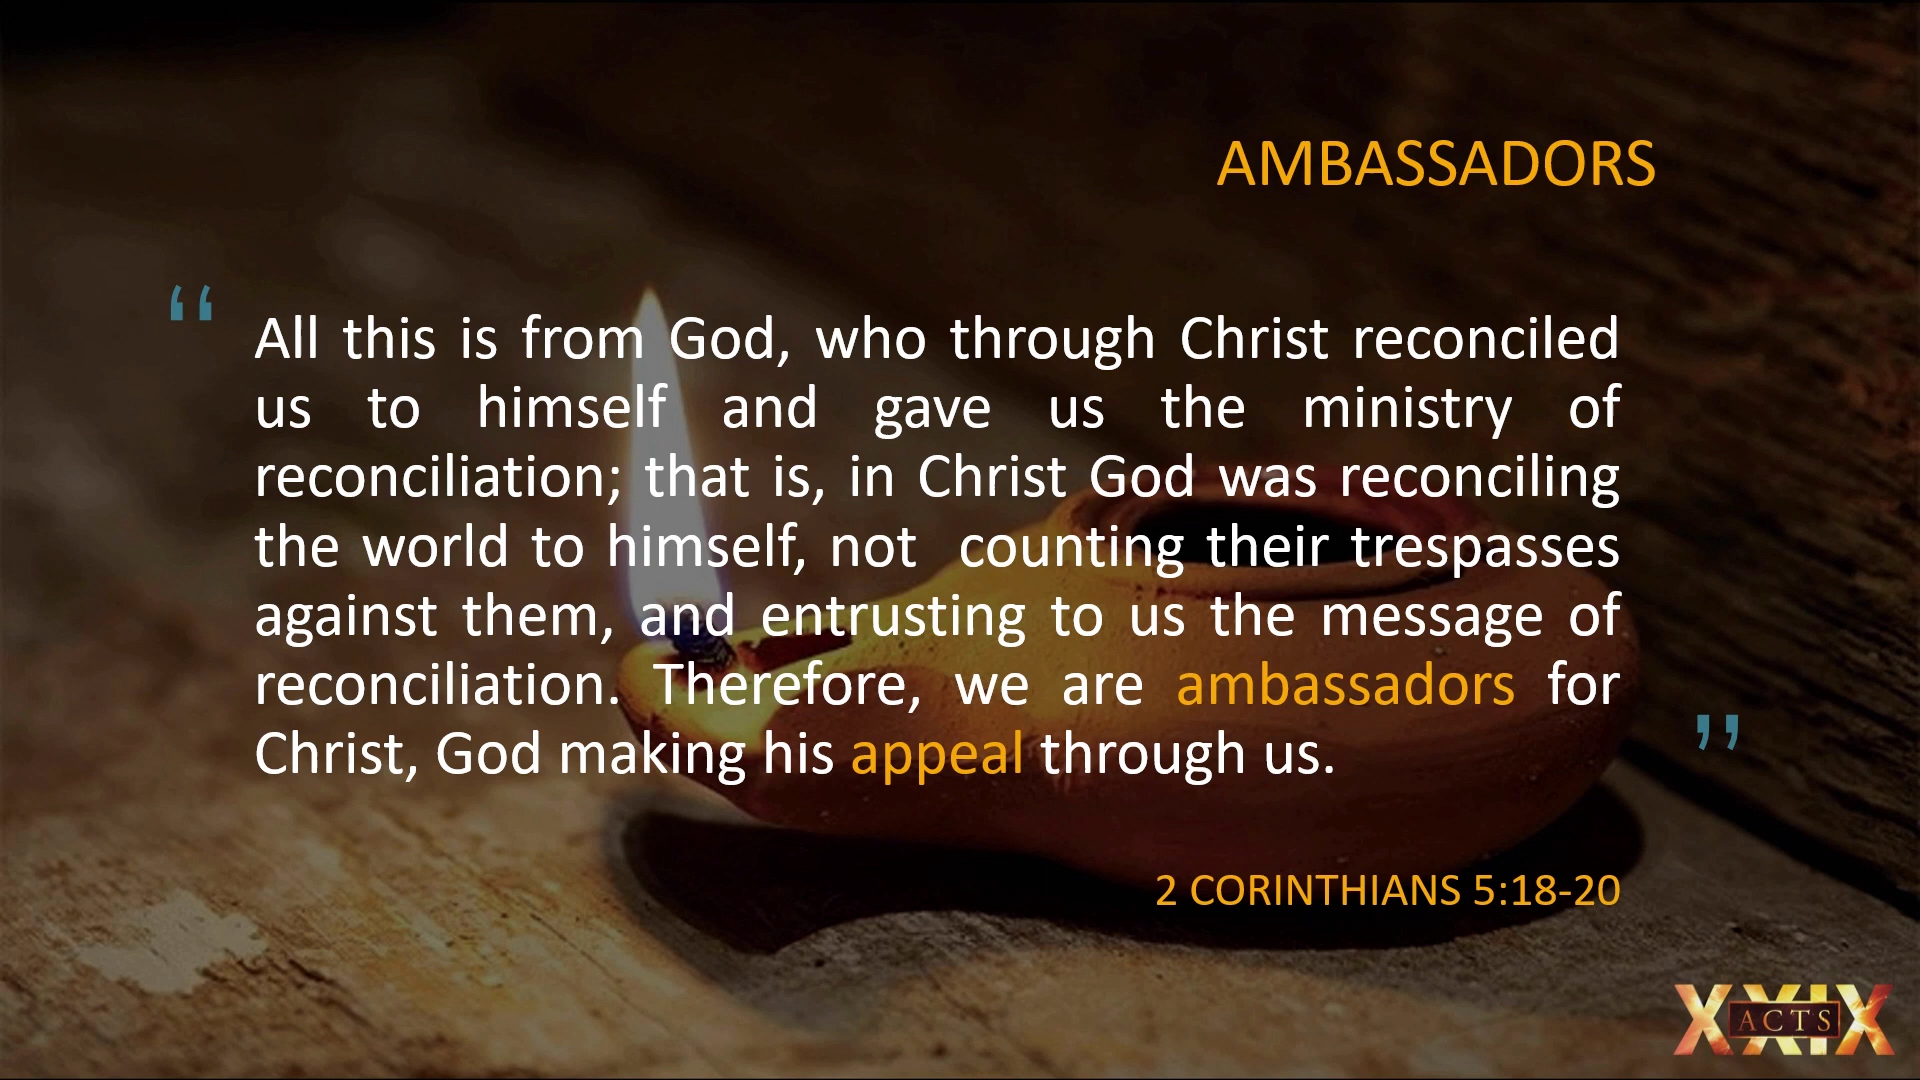 AMBASSADORS
“
All this is from God, who through Christ reconciled
us to himself and gave us the ministry of
reconciliation; that is, in Christ God was reconciling
the world to himself, not  counting their trespasses
against them, and entrusting to us the message of
reconciliation. Therefore, we are ambassadors for
Christ, God making his appeal through us.
”
2 CORINTHIANS 5:18-20
XXIX
ACTS